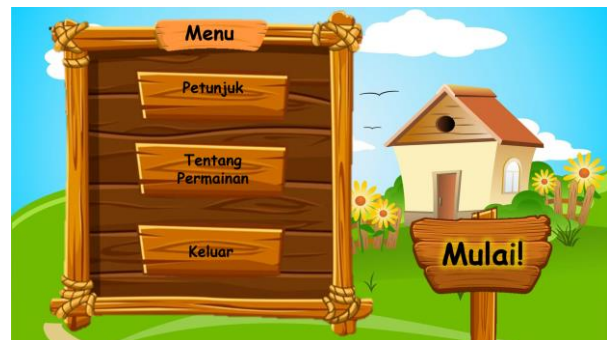 Menu
Petunjuk
Tentang
Permainan
Keluar
Mulai!